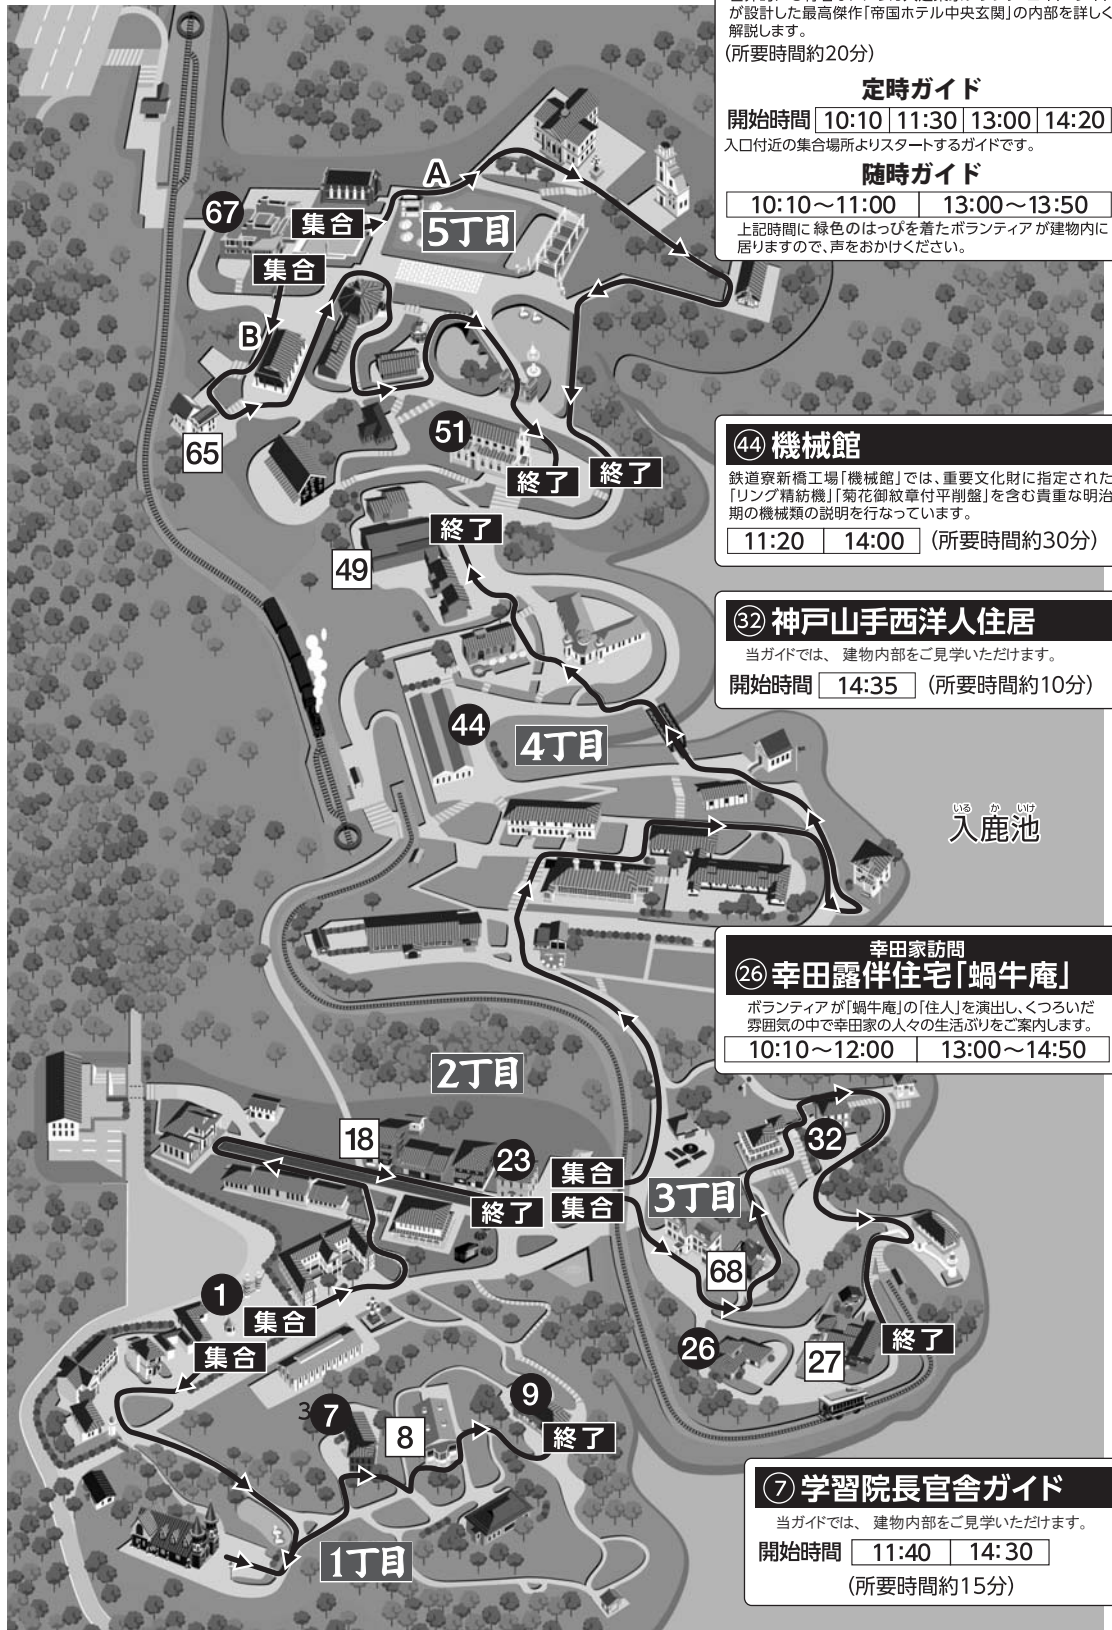 が設計した最高傑作「帝国ホテル中央玄関」の内部を詳しく
解説します。
(所要時間約20分)
定時ガイド
開始時間 10:10 11:30 13:00 14:20
入口付近の集合場所よりスタートするガイドです。
随時ガイド
10:10～11:00 13:00～13:50
上記時間に緑色のはっぴを着たボランティアが建物内に
居りますので、声をおかけください。
A
67
集合
5丁目
集合
B
65
51
終了
終了
㊹機械館
鉄道寮新橋工場「機械館」では、重要文化財に指定された
「リング精紡機」「菊花御紋章付平削盤」を含む貴重な明治
期の機械類の説明を行なっています。
11:20 14:00 (所要時間約30分)
終了
49
㉜神戸山手西洋人住居
当ガイドでは、 建物内部をご見学いただけます。
開始時間 14:35 (所要時間約10分)
44
4丁目
いるかいけ
入鹿池
幸田家訪問
㉖幸田露伴住宅「蝸牛庵」
ボランティアが「蝸牛庵」の「住人」を演出し、くつろいだ
雰囲気の中で幸田家の人々の生活ぶりをご案内します。
10:10～12:00 13:00～14:50
2丁目
18
23
集合
32
終了
集合
3丁目
68
1
集合
集合
26
27
終了
3
7
8
9
終了
1丁目
⑦学習院長官舎ガイド
当ガイドでは、 建物内部をご見学いただけます。
開始時間 11:40 14:30
(所要時間約15分)